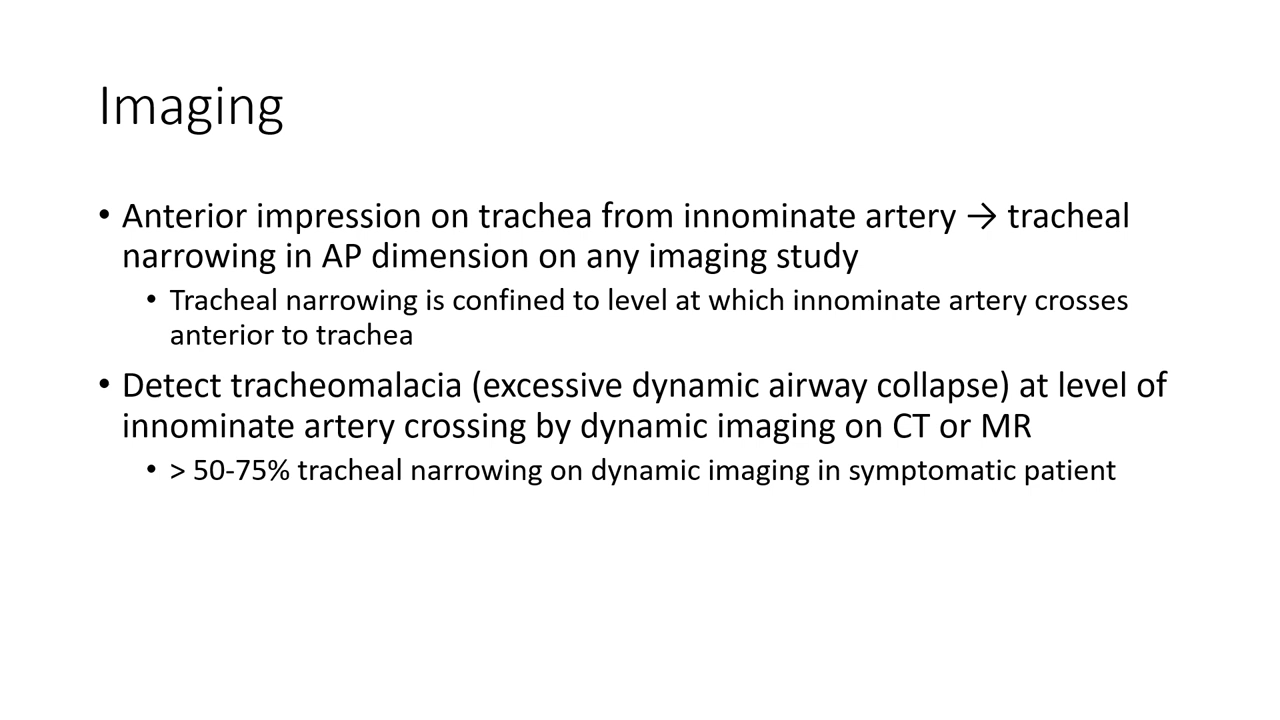 Imaging
• Anterior impression on trachea from innominate artery → tracheal
narrowing in AP dimension on any imaging study
• Tracheal narrowing is confined to level at which innominate artery crosses
anterior to trachea
• Detect tracheomalacia (excessive dynamic airway collapse) at level of
innominate artery crossing by dynamic imaging on CT or MR
• > 50-75% tracheal narrowing on dynamic imaging in symptomatic patient